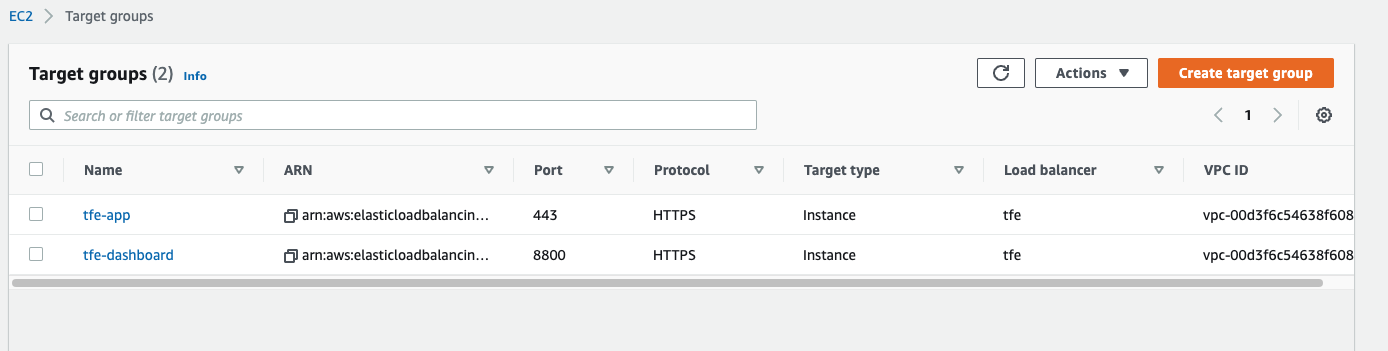 EC2 Target groups
Target groups (2) Info
Actions
Create target group
Search or filter target groups
1
Name ARN Port Protocol Target type Load balancer VPC ID
tfe-app arn:aws:elasticloadbalancin... 443 HTTPS Instance tfe vpc-00d3f6c54638f608
tfe-dashboard arn:aws:elasticloadbalancin... 8800 HTTPS Instance tfe vpc-00d3f6c54638f608